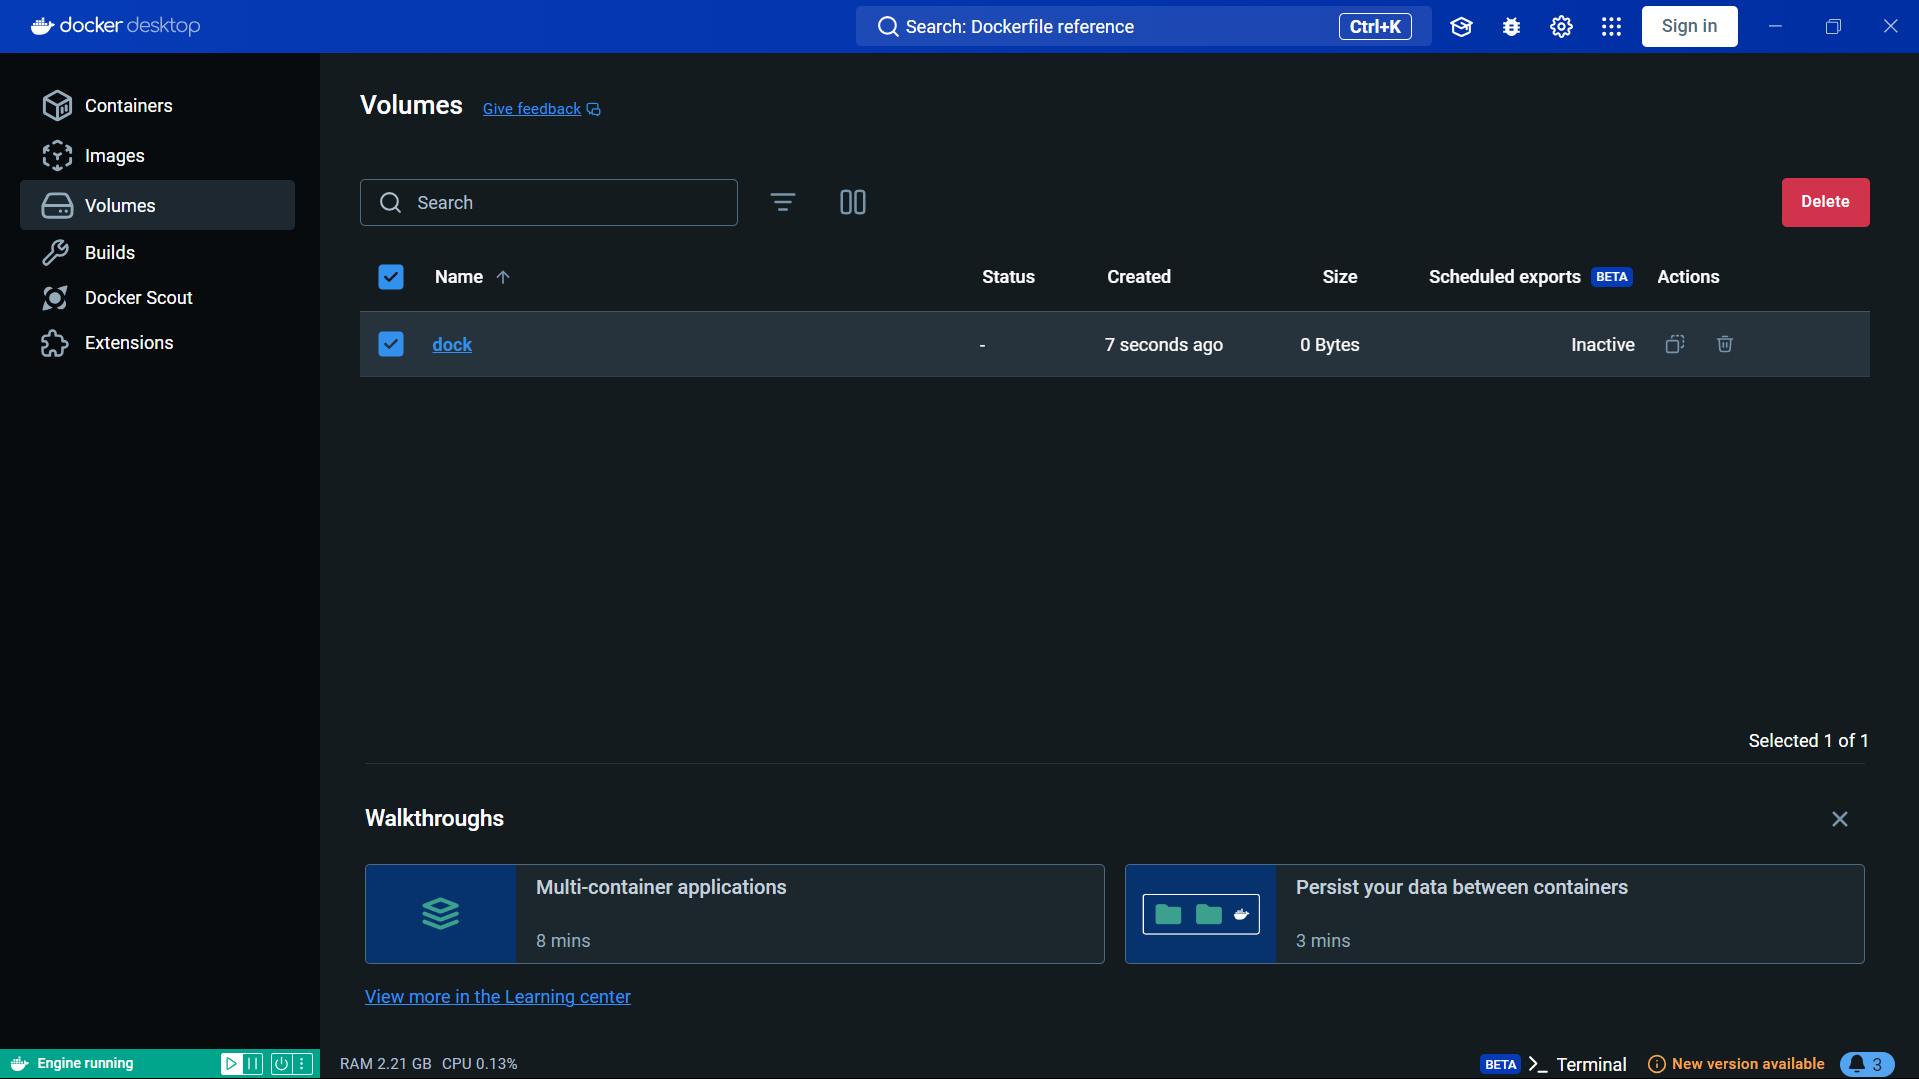 docker desktop
Search: Dockerfile reference
Ctrl+K
Sign in
Containers
Images
Volumes
Builds
Docker Scout
Extensions
Volumes
Give feedback
Search
Delete
Name
Status
Created
Size
Scheduled exports BETA
Actions
dock
-
7 seconds ago
0 Bytes
Inactive
Selected 1 of 1
Walkthroughs
Multi-container applications
8 mins
Persist your data between containers
3 mins
View more in the Learning center
Engine running
RAM 2.21 GB CPU 0.13%
BETA
Terminal
New version available
3